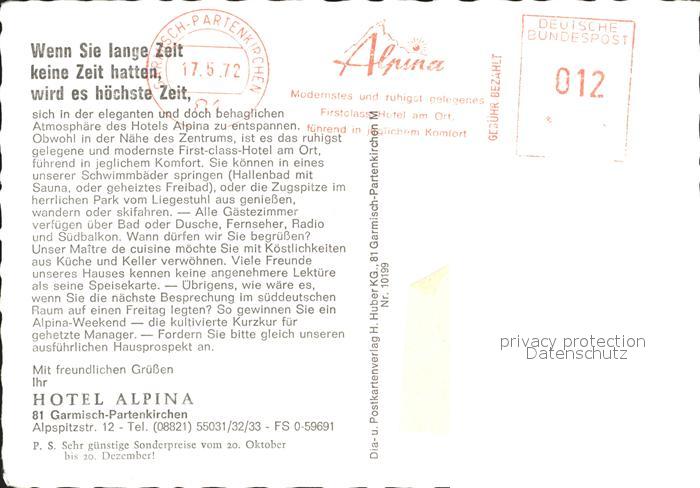 Wenn Sie lange Zeit
keine Zeit hatten,
wird es höchste Zeit,
sich in der eleganten und doch behaglichen
Atmosphäre des Hotels Alpina zu entspannen.
Obwohl in der Nähe des Zentrums, ist es das ruhigst
gelegene und modernste First-class-Hotel am Ort,
führend in jeglichem Komfort. Sie können in eines
unserer Schwimmbäder springen (Hallenbad mit
Sauna, oder geheiztes Freibad), oder die Zugspitze im
herrlichen Park vom Liegestuhl aus genießen,
wandern oder skifahren. — Alle Gästezimmer
verfügen über Bad oder Dusche, Fernseher, Radio
und Südbalkon. Wann dürfen wir Sie begrüßen?
Unser Maître de cuisine möchte Sie mit Köstlichkeiten
aus Küche und Keller verwöhnen. Viele Freunde
unseres Hauses kennen keine angenehmere Lektüre
als seine Speisekarte. — Übrigens, wie wäre es,
wenn Sie die nächste Besprechung im süddeutschen
Raum auf einen Freitag legten? So gewinnen Sie ein
Alpina-Weekend — die kultivierte Kurzkur für
gehetzte Manager. — Fordern Sie bitte gleich unseren
ausführlichen Hausprospekt an.
Mit freundlichen Grüßen
Ihr
HOTEL ALPINA
81 Garmisch-Partenkirchen
Alpspitzstr. 12 - Tel. (08821) 55031/32/33 - FS 0-59691
P. S. Sehr günstige Sonderpreise vom 20. Oktober
bis 20. Dezember!
GARMISCH-PARTENKIRCHEN
17.5.72
81
Alpina
Modernstes und ruhigst gelegenes
Firstclass-Hotel am Ort,
führend in jeglichem Komfort
GEBÜHR BEZAHLT
DEUTSCHE
BUNDESPOST
012
Dia- u. Postkartenverlag H. Huber KG., 81 Garmisch-Partenkirchen M
Nr. 10199
privacy protection
Datenschutz